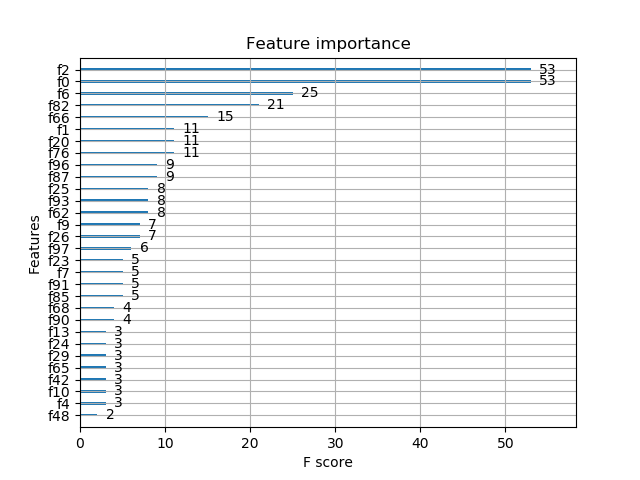 Feature importance
f2 53
f0 53
f6 25
f82 21
f66 15
f1 11
f20 11
f76 11
f96 9
f87 9
f25 8
f93 8
f62 8
f9 7
f26 7
f97 6
f23 5
f7 5
f91 5
f85 5
f68 4
f90 4
f13 3
f24 3
f29 3
f65 3
f42 3
f10 3
f4 3
f48 2
Features
0 10 20 30 40 50
F score